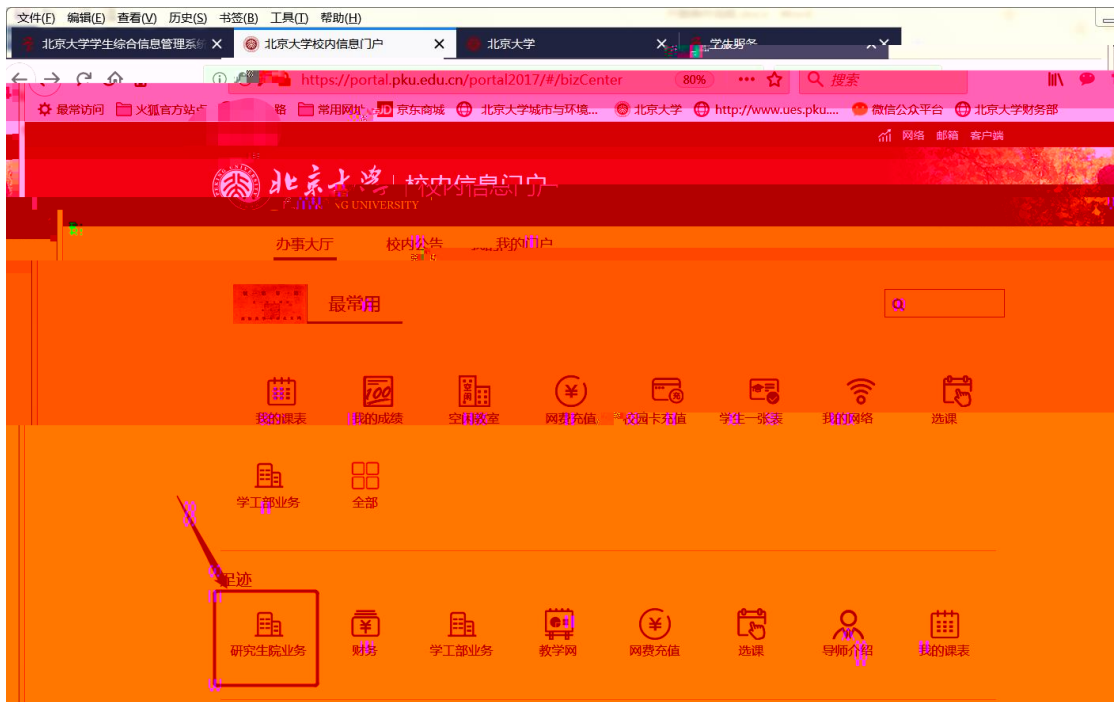 文件(F) 编辑(E) 查看(V) 历史(S) 书签(B) 工具(T) 帮助(H)
北京大学学生综合信息管理系统 北京大学校内信息门户 北京大学 学生服务
https://portal.pku.edu.cn/portal2017/#/bizCenter 80% 搜索
最常访问 火狐官方站点 常用网址 京东商城 北京大学城市与环境... 北京大学 http://www.ues.pku.... 微信公众平台 北京大学财务部
网络 邮箱 客户端
北京大学 校内信息门户
NG UNIVERSITY
办事大厅 校内公告 我的门户
最常用
我的课表 我的成绩 空闲教室 网费充值 校园卡充值 学生一张表 我的网络 选课
学工部业务 全部
足迹
研究生院业务 财务 学工部业务 教学网 网费充值 选课 导师介绍 我的课表